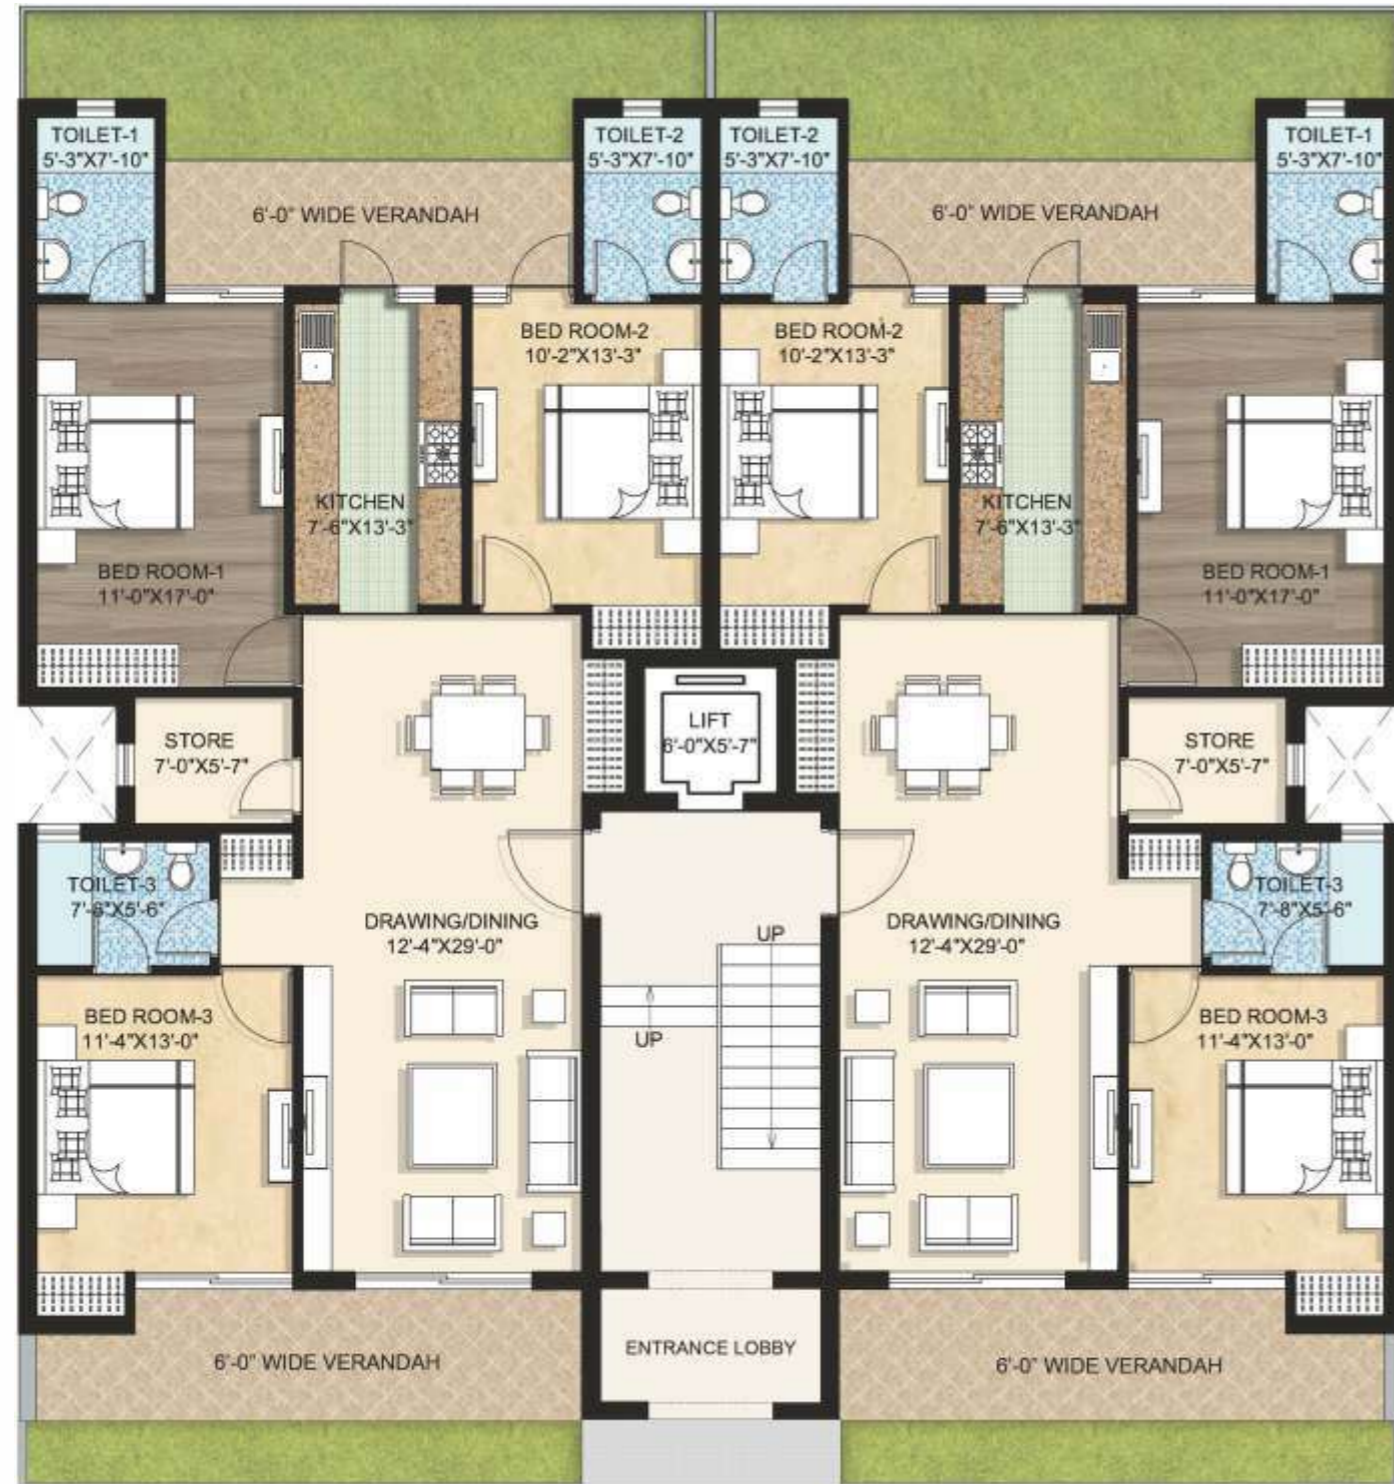 TOILET-1
5'-3"X7'-10"
TOILET-2
5'-3"X7'-10"
TOILET-2
5'-3"X7'-10"
TOILET-1
5'-3"X7'-10"
6'-0" WIDE VERANDAH
6'-0" WIDE VERANDAH
BED ROOM-2
10'-2"X13'-3"
BED ROOM-2
10'-2"X13'-3"
KITCHEN
7'-6"X13'-3"
KITCHEN
7'-6"X13'-3"
BED ROOM-1
11'-0"X17'-0"
BED ROOM-1
11'-0"X17'-0"
STORE
7'-0"X5'-7"
LIFT
6'-0"X5'-7"
STORE
7'-0"X5'-7"
TOILET-3
7'-8"X5'-6"
TOILET-3
7'-8"X5'-6"
DRAWING/DINING
12'-4"X29'-0"
DRAWING/DINING
12'-4"X29'-0"
UP
UP
BED ROOM-3
11'-4"X13'-0"
BED ROOM-3
11'-4"X13'-0"
ENTRANCE LOBBY
6'-0" WIDE VERANDAH
6'-0" WIDE VERANDAH